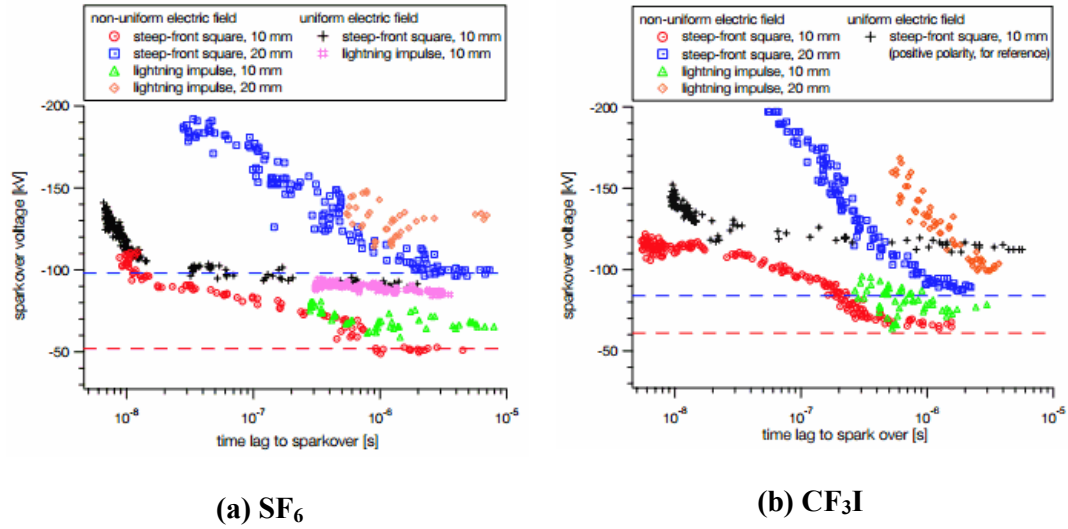 non-uniform electric field uniform electric field
steep-front square, 10 mm steep-front square, 10 mm
steep-front square, 20 mm lightning impulse, 10 mm
lightning impulse, 10 mm
lightning impulse, 20 mm
-200
-150
-100
-50
sparkover voltage [kV]
10⁻⁸ 10⁻⁷ 10⁻⁶ 10⁻⁵
time lag to sparkover [s]
(a) SF₆
non-uniform electric field uniform electric field
steep-front square, 10 mm steep-front square, 10 mm
steep-front square, 20 mm (positive polarity, for reference)
lightning impulse, 10 mm
lightning impulse, 20 mm
-200
-150
-100
-50
sparkover voltage [kV]
10⁻⁸ 10⁻⁷ 10⁻⁶ 10⁻⁵
time lag to spark over [s]
(b) CF₃I